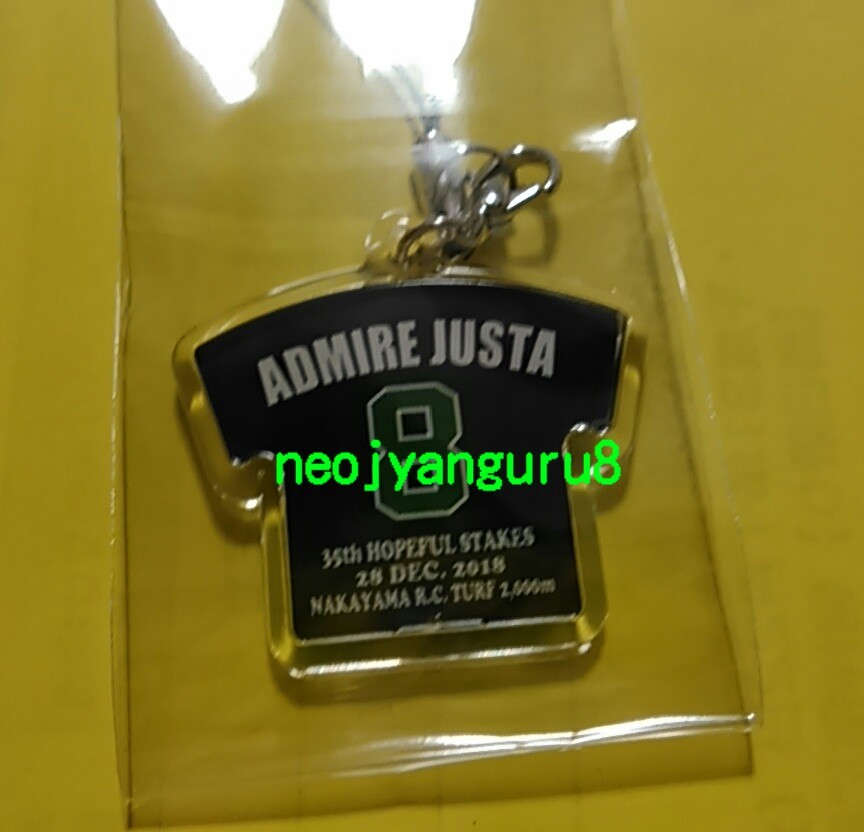 ADMIRE JUSTA
8
neojyanguru8
35th HOPEFUL STAKES
28 DEC. 2018
NAKAYAMA R.C. TURF 2,000m